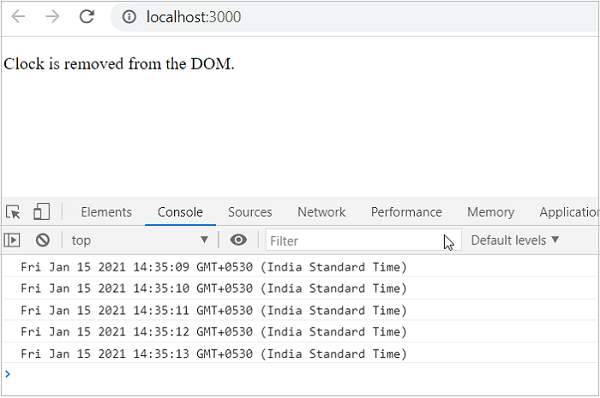 localhost:3000
Clock is removed from the DOM.
Elements Console Sources Network Performance Memory Application
top Filter Default levels
Fri Jan 15 2021 14:35:09 GMT+0530 (India Standard Time)
Fri Jan 15 2021 14:35:10 GMT+0530 (India Standard Time)
Fri Jan 15 2021 14:35:11 GMT+0530 (India Standard Time)
Fri Jan 15 2021 14:35:12 GMT+0530 (India Standard Time)
Fri Jan 15 2021 14:35:13 GMT+0530 (India Standard Time)